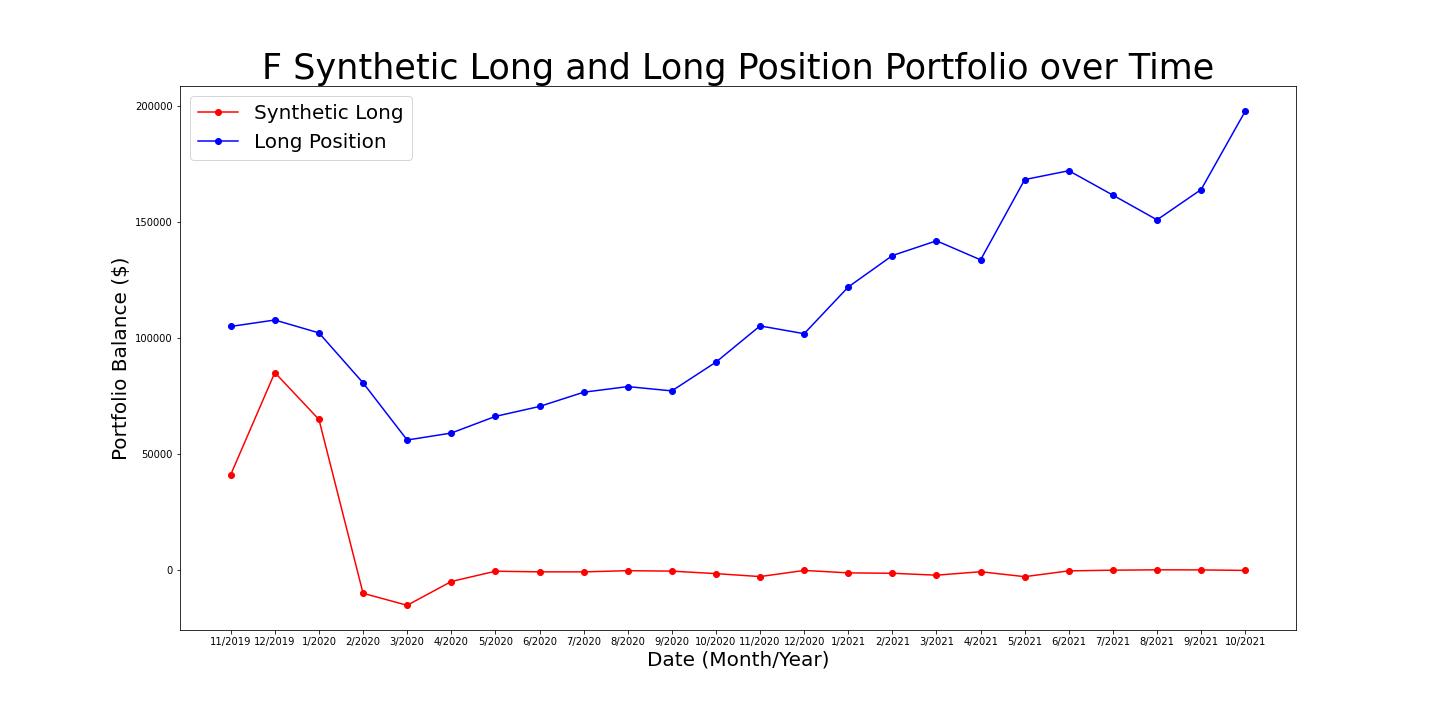 F Synthetic Long and Long Position Portfolio over Time
Synthetic Long
Long Position
Portfolio Balance ($)
200000
150000
100000
50000
0
11/2019 12/2019 1/2020 2/2020 3/2020 4/2020 5/2020 6/2020 7/2020 8/2020 9/2020 10/2020 11/2020 12/2020 1/2021 2/2021 3/2021 4/2021 5/2021 6/2021 7/2021 8/2021 9/2021 10/2021
Date (Month/Year)